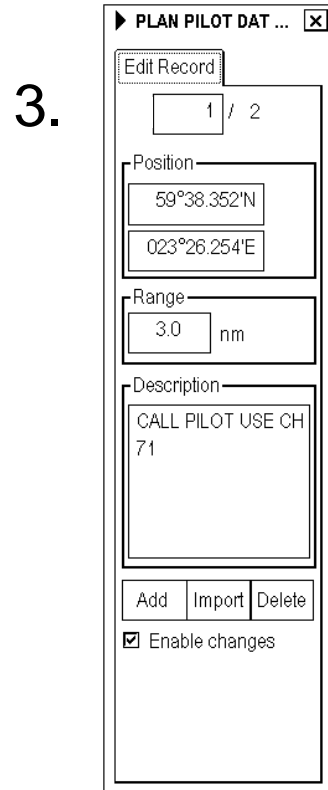 3.
PLAN PILOT DAT ...
Edit Record
1 / 2
Position
59°38.352'N
023°26.254'E
Range
3.0 nm
Description
CALL PILOT USE CH
71
Add Import Delete
Enable changes